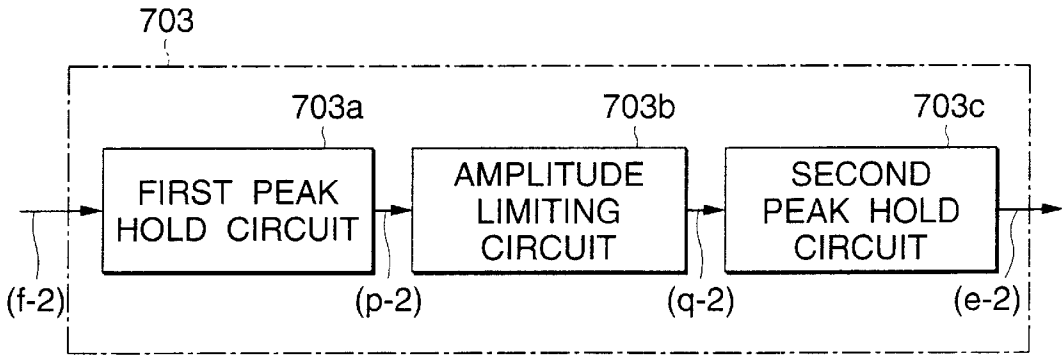 703
703a
703b
703c
FIRST PEAK
HOLD CIRCUIT
AMPLITUDE
LIMITING
CIRCUIT
SECOND
PEAK HOLD
CIRCUIT
(f-2)
(p-2)
(q-2)
(e-2)